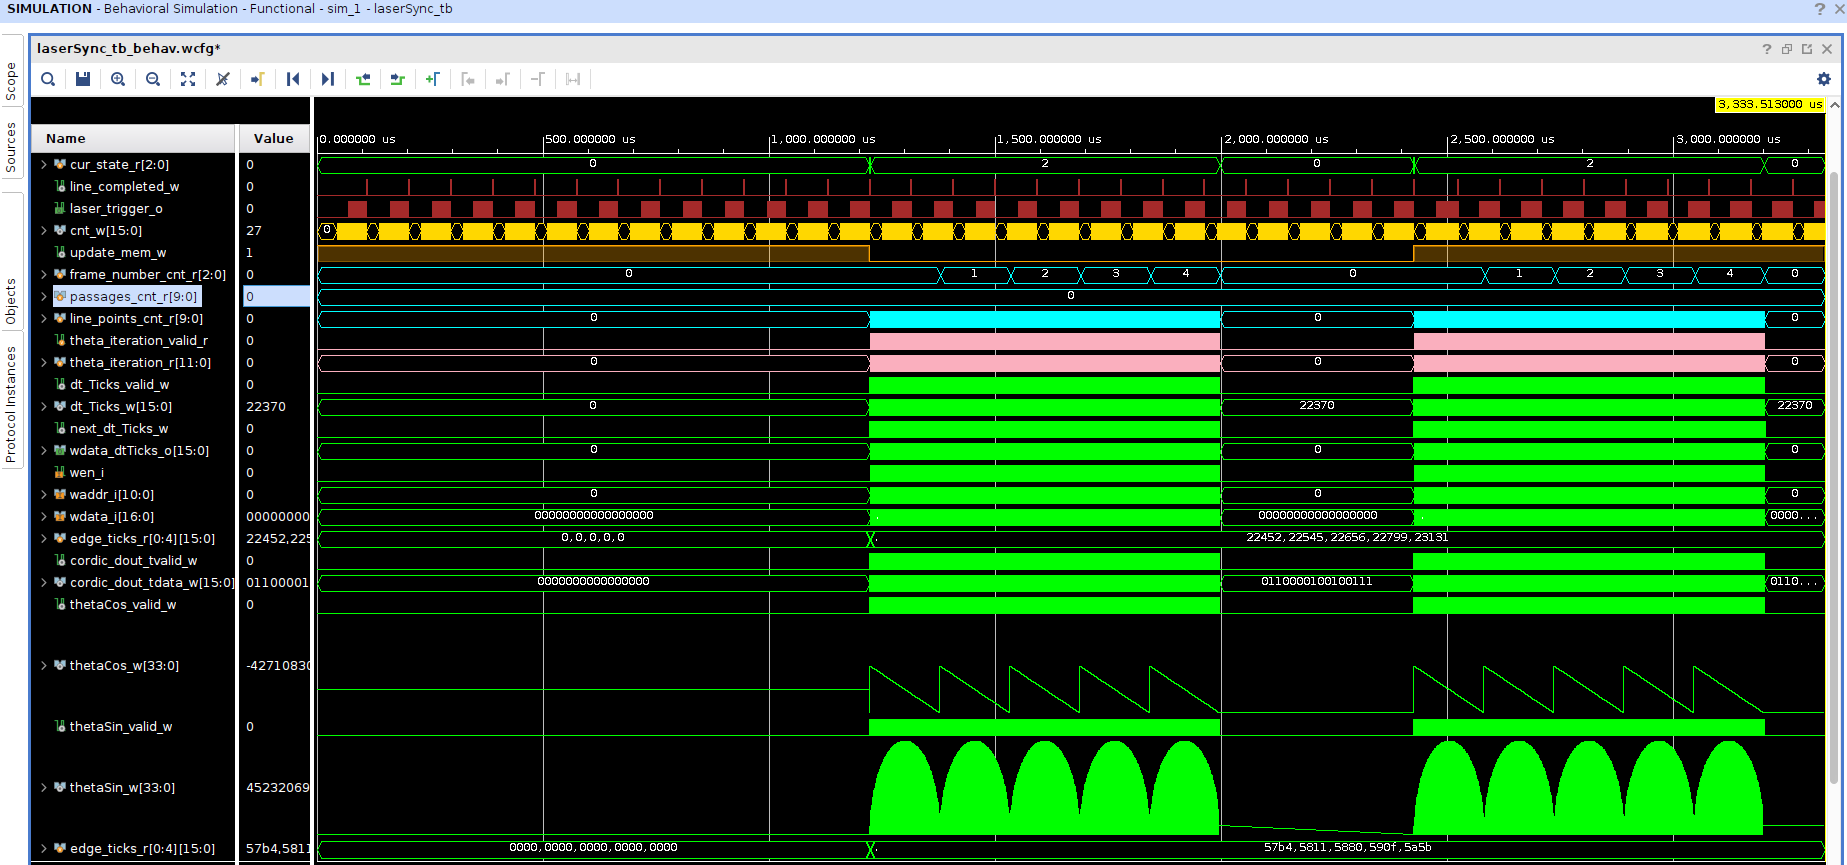 SIMULATION - Behavioral Simulation - Functional - sim_1 - laserSync_tb
laserSync_tb_behav.wcfg*
Scope
Sources
Objects
Protocol Instances
3,333.513000 us
Name Value
0.000000 us 500.000000 us 1,000.000000 us 1,500.000000 us 2,000.000000 us 2,500.000000 us 3,000.000000 us
cur_state_r[2:0] 0 0 2 0 2 0
line_completed_w 0
laser_trigger_o 0
cnt_w[15:0] 27 0
update_mem_w 1
frame_number_cnt_r[2:0] 0 0 1 2 3 4 0 1 2 3 4 0
passages_cnt_r[9:0] 0 0
line_points_cnt_r[9:0] 0 0 0 0
theta_iteration_valid_r 0
theta_iteration_r[11:0] 0 0 0 0
dt_Ticks_valid_w 0
dt_Ticks_w[15:0] 22370 0 22370 22370
next_dt_Ticks_w 0
wdata_dtTicks_o[15:0] 0 0 0 0
wen_i 0
waddr_i[10:0] 0 0 0 0
wdata_i[16:0] 00000000 00000000000000000 00000000000000000 0000...
edge_ticks_r[0:4][15:0] 22452,225 0,0,0,0,0 22452,22545,22656,22799,23131
cordic_dout_tvalid_w 0
cordic_dout_tdata_w[15:0] 01100001 0000000000000000 0110000100100111 0110...
thetaCos_valid_w 0
thetaCos_w[33:0] -42710830
thetaSin_valid_w 0
thetaSin_w[33:0] 45232069
edge_ticks_r[0:4][15:0] 57b4,5811 0000,0000,0000,0000,0000 57b4,5811,5880,590f,5a5b